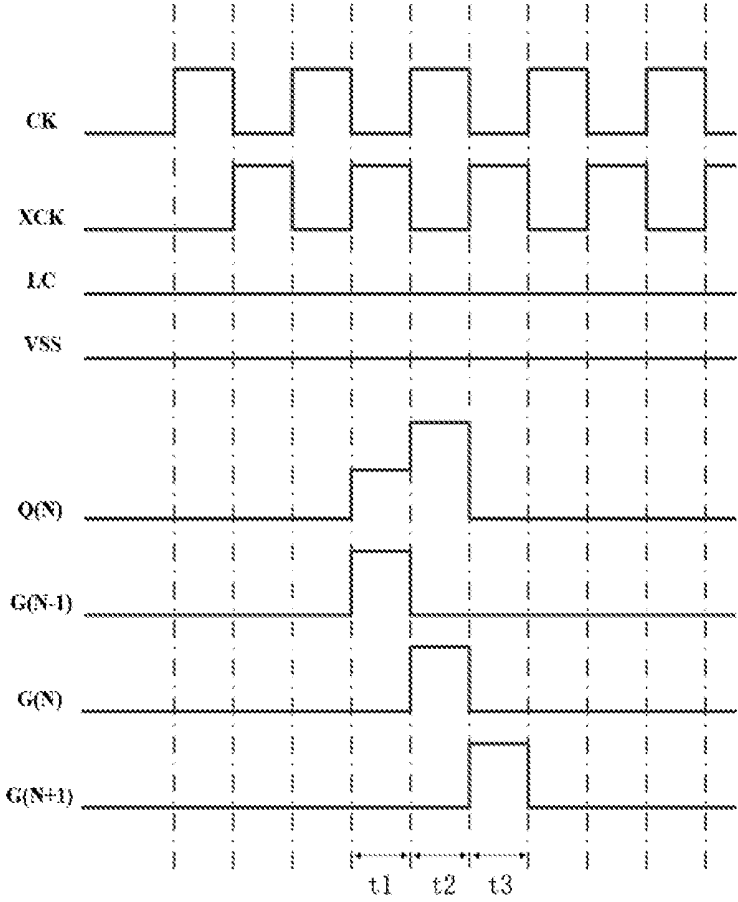 CK
XCK
LC
VSS
Q(N)
G(N-1)
G(N)
G(N+1)
t1 t2 t3